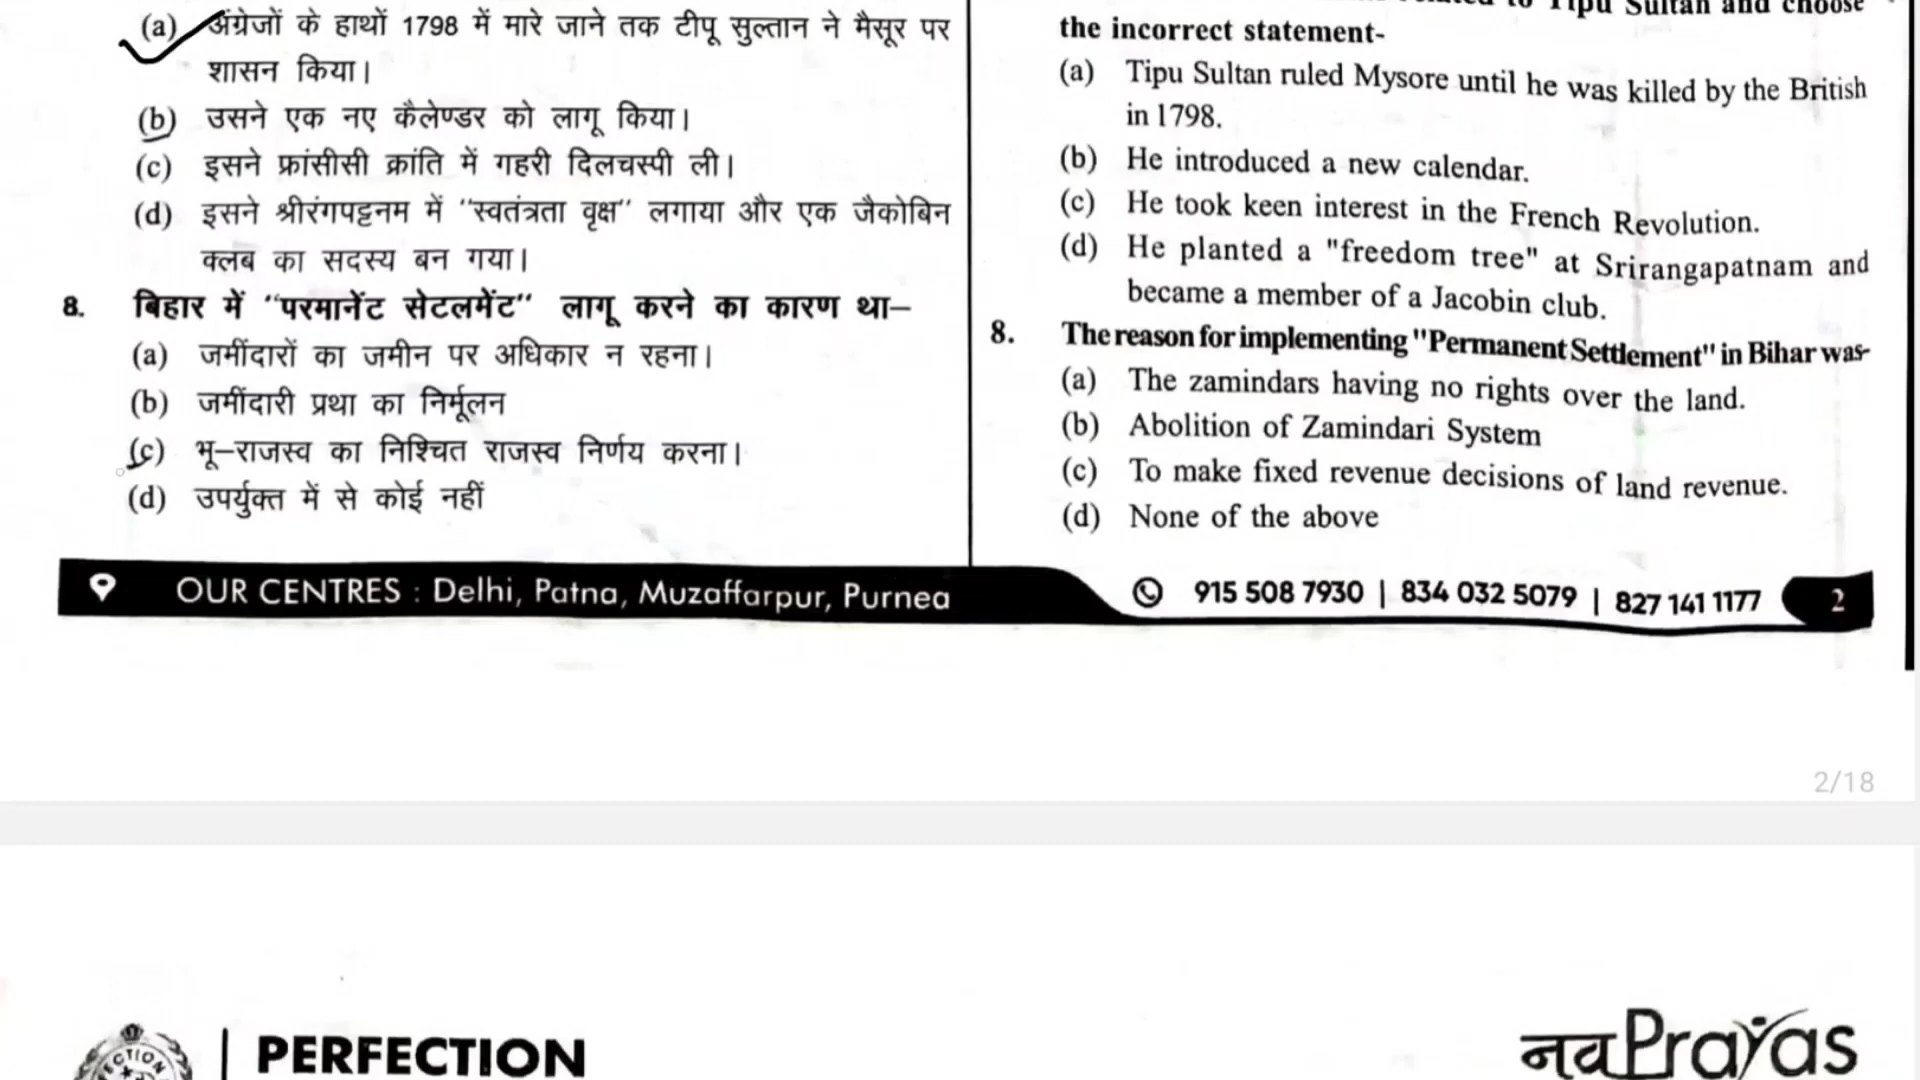 (a) अंग्रेजों के हाथों 1798 में मारे जाने तक टीपू सुल्तान ने मैसूर पर
शासन किया।
(b) उसने एक नए कैलेण्डर को लागू किया।
(c) इसने फ्रांसीसी क्रांति में गहरी दिलचस्पी ली।
(d) इसने श्रीरंगपट्टनम में "स्वतंत्रता वृक्ष" लगाया और एक जैकोबिन
क्लब का सदस्य बन गया।
8. बिहार में "परमानेंट सेटलमेंट" लागू करने का कारण था–
(a) जमींदारों का जमीन पर अधिकार न रहना।
(b) जमींदारी प्रथा का निर्मूलन
(c) भू–राजस्व का निश्चित राजस्व निर्णय करना।
(d) उपर्युक्त में से कोई नहीं
to Tipu Sultan and choose
the incorrect statement-
(a) Tipu Sultan ruled Mysore until he was killed by the British
in 1798.
(b) He introduced a new calendar.
(c) He took keen interest in the French Revolution.
(d) He planted a "freedom tree" at Srirangapatnam and
became a member of a Jacobin club.
8. The reason for implementing "Permanent Settlement" in Bihar was-
(a) The zamindars having no rights over the land.
(b) Abolition of Zamindari System
(c) To make fixed revenue decisions of land revenue.
(d) None of the above
OUR CENTRES : Delhi, Patna, Muzaffarpur, Purnea
915 508 7930 | 834 032 5079 | 827 141 1177
2
2/18
PERFECTION
नवPrayas